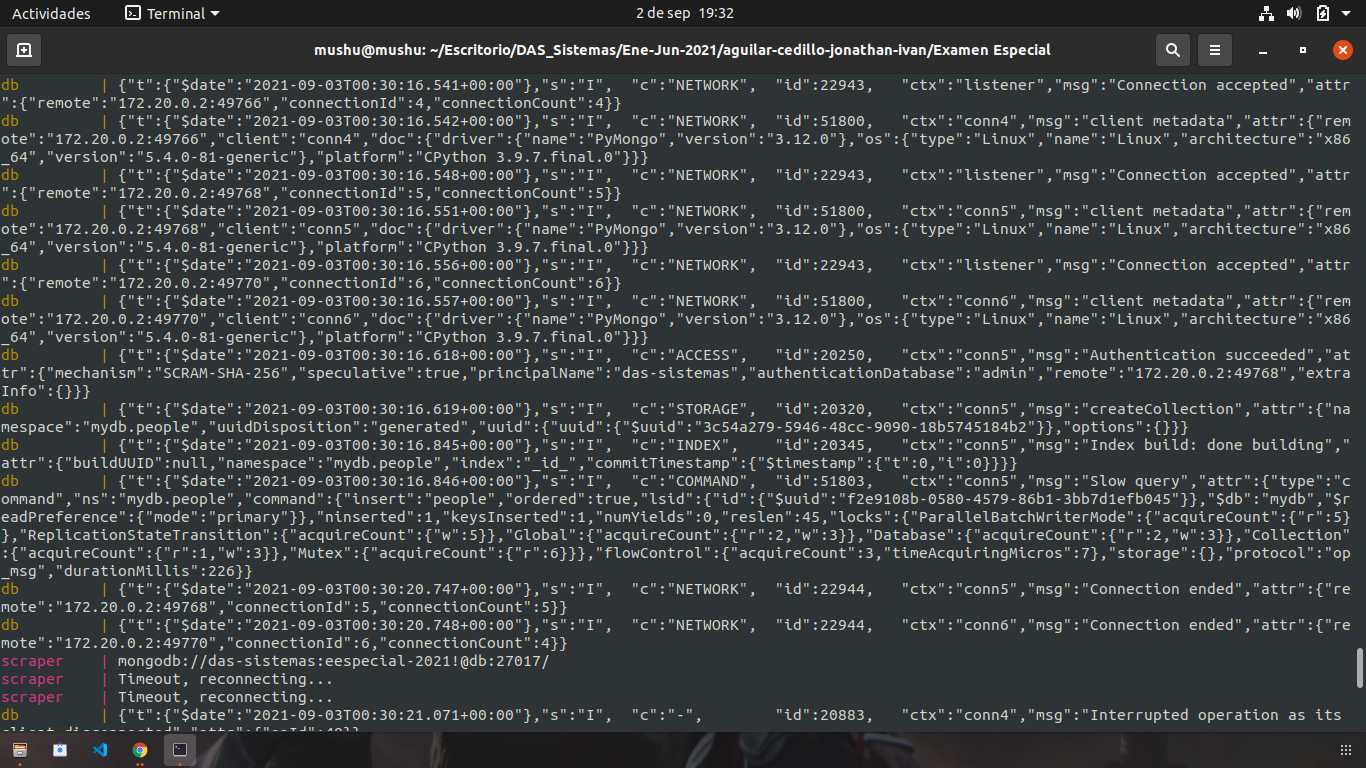 Actividades Terminal 2 de sep 19:32
mushu@mushu: ~/Escritorio/DAS_Sistemas/Ene-Jun-2021/aguilar-cedillo-jonathan-ivan/Examen Especial
db | {"t":{"$date":"2021-09-03T00:30:16.541+00:00"},"s":"I", "c":"NETWORK", "id":22943, "ctx":"listener","msg":"Connection accepted","attr
":{"remote":"172.20.0.2:49766","connectionId":4,"connectionCount":4}}
db | {"t":{"$date":"2021-09-03T00:30:16.542+00:00"},"s":"I", "c":"NETWORK", "id":51800, "ctx":"conn4","msg":"client metadata","attr":{"rem
ote":"172.20.0.2:49766","client":"conn4","doc":{"driver":{"name":"PyMongo","version":"3.12.0"},"os":{"type":"Linux","name":"Linux","architecture":"x86
_64","version":"5.4.0-81-generic"},"platform":"CPython 3.9.7.final.0"}}}
db | {"t":{"$date":"2021-09-03T00:30:16.548+00:00"},"s":"I", "c":"NETWORK", "id":22943, "ctx":"listener","msg":"Connection accepted","attr
":{"remote":"172.20.0.2:49768","connectionId":5,"connectionCount":5}}
db | {"t":{"$date":"2021-09-03T00:30:16.551+00:00"},"s":"I", "c":"NETWORK", "id":51800, "ctx":"conn5","msg":"client metadata","attr":{"rem
ote":"172.20.0.2:49768","client":"conn5","doc":{"driver":{"name":"PyMongo","version":"3.12.0"},"os":{"type":"Linux","name":"Linux","architecture":"x86
_64","version":"5.4.0-81-generic"},"platform":"CPython 3.9.7.final.0"}}}
db | {"t":{"$date":"2021-09-03T00:30:16.556+00:00"},"s":"I", "c":"NETWORK", "id":22943, "ctx":"listener","msg":"Connection accepted","attr
":{"remote":"172.20.0.2:49770","connectionId":6,"connectionCount":6}}
db | {"t":{"$date":"2021-09-03T00:30:16.557+00:00"},"s":"I", "c":"NETWORK", "id":51800, "ctx":"conn6","msg":"client metadata","attr":{"rem
ote":"172.20.0.2:49770","client":"conn6","doc":{"driver":{"name":"PyMongo","version":"3.12.0"},"os":{"type":"Linux","name":"Linux","architecture":"x86
_64","version":"5.4.0-81-generic"},"platform":"CPython 3.9.7.final.0"}}}
db | {"t":{"$date":"2021-09-03T00:30:16.618+00:00"},"s":"I", "c":"ACCESS", "id":20250, "ctx":"conn5","msg":"Authentication succeeded","at
tr":{"mechanism":"SCRAM-SHA-256","speculative":true,"principalName":"das-sistemas","authenticationDatabase":"admin","remote":"172.20.0.2:49768","extra
Info":{}}}
db | {"t":{"$date":"2021-09-03T00:30:16.619+00:00"},"s":"I", "c":"STORAGE", "id":20320, "ctx":"conn5","msg":"createCollection","attr":{"na
mespace":"mydb.people","uuidDisposition":"generated","uuid":{"uuid":{"$uuid":"3c54a279-5946-48cc-9090-18b5745184b2"}},"options":{}}}
db | {"t":{"$date":"2021-09-03T00:30:16.845+00:00"},"s":"I", "c":"INDEX", "id":20345, "ctx":"conn5","msg":"Index build: done building","
attr":{"buildUUID":null,"namespace":"mydb.people","index":"_id_","commitTimestamp":{"$timestamp":{"t":0,"i":0}}}}
db | {"t":{"$date":"2021-09-03T00:30:16.846+00:00"},"s":"I", "c":"COMMAND", "id":51803, "ctx":"conn5","msg":"Slow query","attr":{"type":"c
ommand","ns":"mydb.people","command":{"insert":"people","ordered":true,"lsid":{"id":{"$uuid":"f2e9108b-0580-4579-86b1-3bb7d1efb045"}},"$db":"mydb","$r
eadPreference":{"mode":"primary"}},"ninserted":1,"keysInserted":1,"numYields":0,"reslen":45,"locks":{"ParallelBatchWriterMode":{"acquireCount":{"r":5}
},"ReplicationStateTransition":{"acquireCount":{"w":5}},"Global":{"acquireCount":{"r":2,"w":3}},"Database":{"acquireCount":{"r":2,"w":3}},"Collection"
:{"acquireCount":{"r":1,"w":3}},"Mutex":{"acquireCount":{"r":6}}},"flowControl":{"acquireCount":3,"timeAcquiringMicros":7},"storage":{},"protocol":"op
_msg","durationMillis":226}}
db | {"t":{"$date":"2021-09-03T00:30:20.747+00:00"},"s":"I", "c":"NETWORK", "id":22944, "ctx":"conn5","msg":"Connection ended","attr":{"re
mote":"172.20.0.2:49768","connectionId":5,"connectionCount":5}}
db | {"t":{"$date":"2021-09-03T00:30:20.748+00:00"},"s":"I", "c":"NETWORK", "id":22944, "ctx":"conn6","msg":"Connection ended","attr":{"re
mote":"172.20.0.2:49770","connectionId":6,"connectionCount":4}}
scraper | mongodb://das-sistemas:eespecial-2021!@db:27017/
scraper | Timeout, reconnecting...
scraper | Timeout, reconnecting...
db | {"t":{"$date":"2021-09-03T00:30:21.071+00:00"},"s":"I", "c":"-", "id":20883, "ctx":"conn4","msg":"Interrupted operation as its